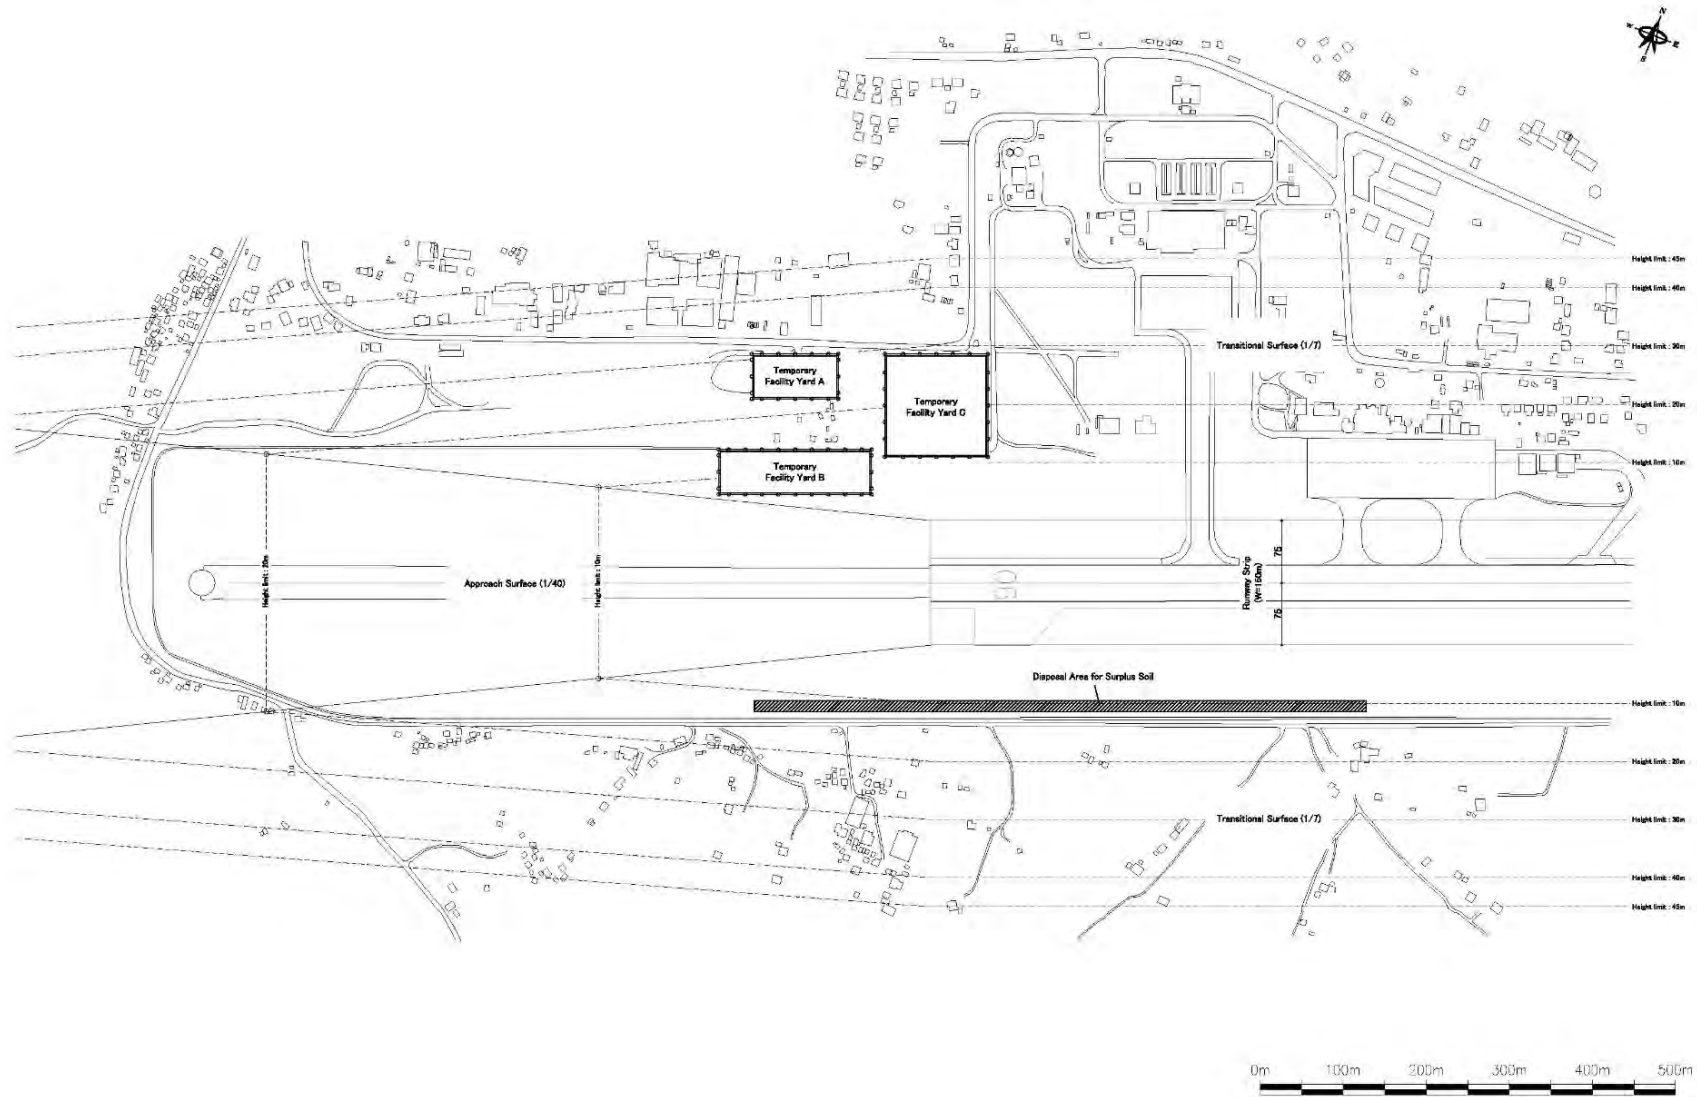 N
W
E
S
Height limit : 45m
Height limit : 40m
Transitional Surface (1/7)
Height limit : 30m
Temporary
Facility Yard A
Temporary
Facility Yard C
Height limit : 20m
Temporary
Facility Yard B
Height limit : 10m
Height limit : 20m
Approach Surface (1/40)
Height limit : 10m
Runway Strip
(W=150m)
75
75
Disposal Area for Surplus Soil
Height limit : 10m
Height limit : 20m
Transitional Surface (1/7)
Height limit : 30m
Height limit : 40m
Height limit : 45m
0m 100m 200m 300m 400m 500m